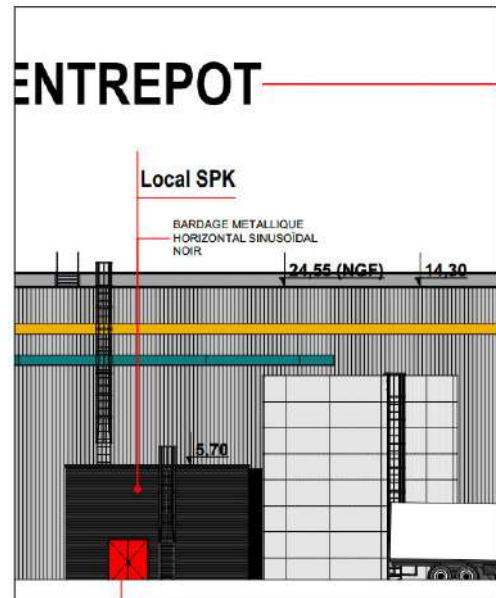 ENTREPOT
Local SPK
BARDAGE METALLIQUE
HORIZONTAL SINUSOÏDAL
NOIR
24,55 (NGF) 14,30
5.70